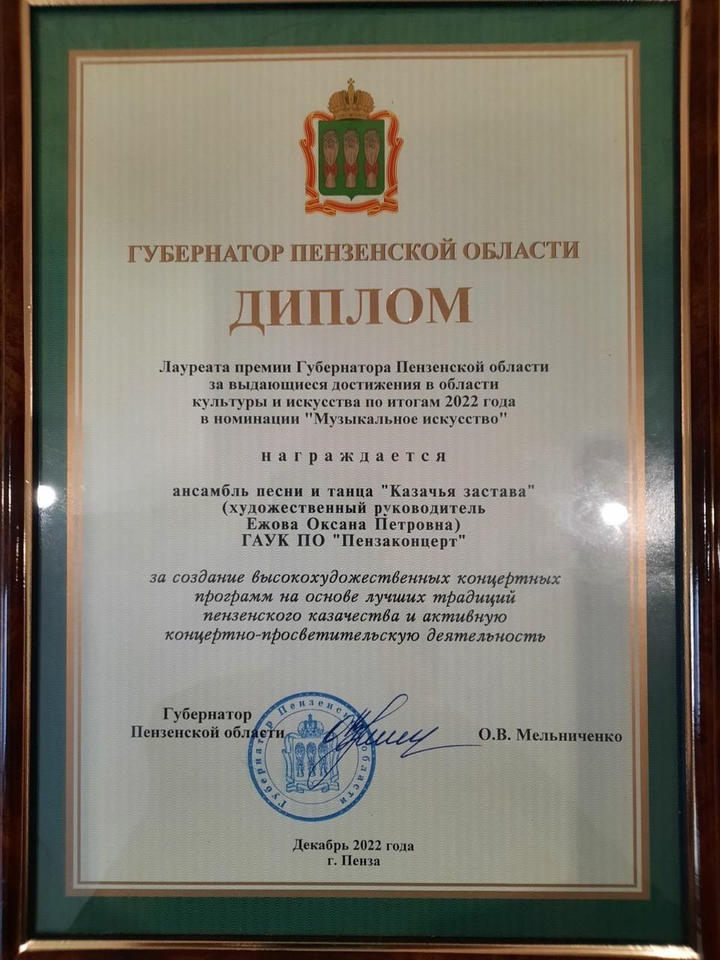 ГУБЕРНАТОР ПЕНЗЕНСКОЙ ОБЛАСТИ
ДИПЛОМ
Лауреата премии Губернатора Пензенской области
за выдающиеся достижения в области
культуры и искусства по итогам 2022 года
в номинации "Музыкальное искусство"
награждается
ансамбль песни и танца "Казачья застава"
(художественный руководитель
Ежова Оксана Петровна)
ГАУК ПО "Пензаконцерт"
за создание высокохудожественных концертных
программ на основе лучших традиций
пензенского казачества и активную
концертно-просветительскую деятельность
Губернатор
Пензенской области
О.В. Мельниченко
Губернатор Пензенской области
Декабрь 2022 года
г. Пенза